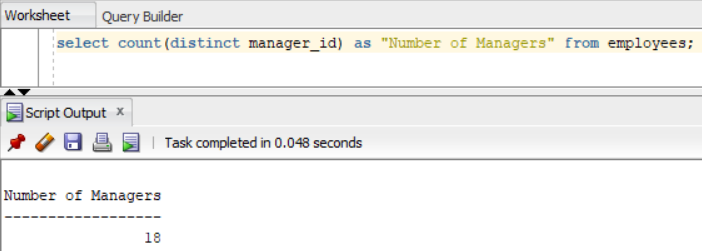 Worksheet Query Builder
select count(distinct manager_id) as "Number of Managers" from employees;
Script Output x
Task completed in 0.048 seconds
Number of Managers
------------------
18